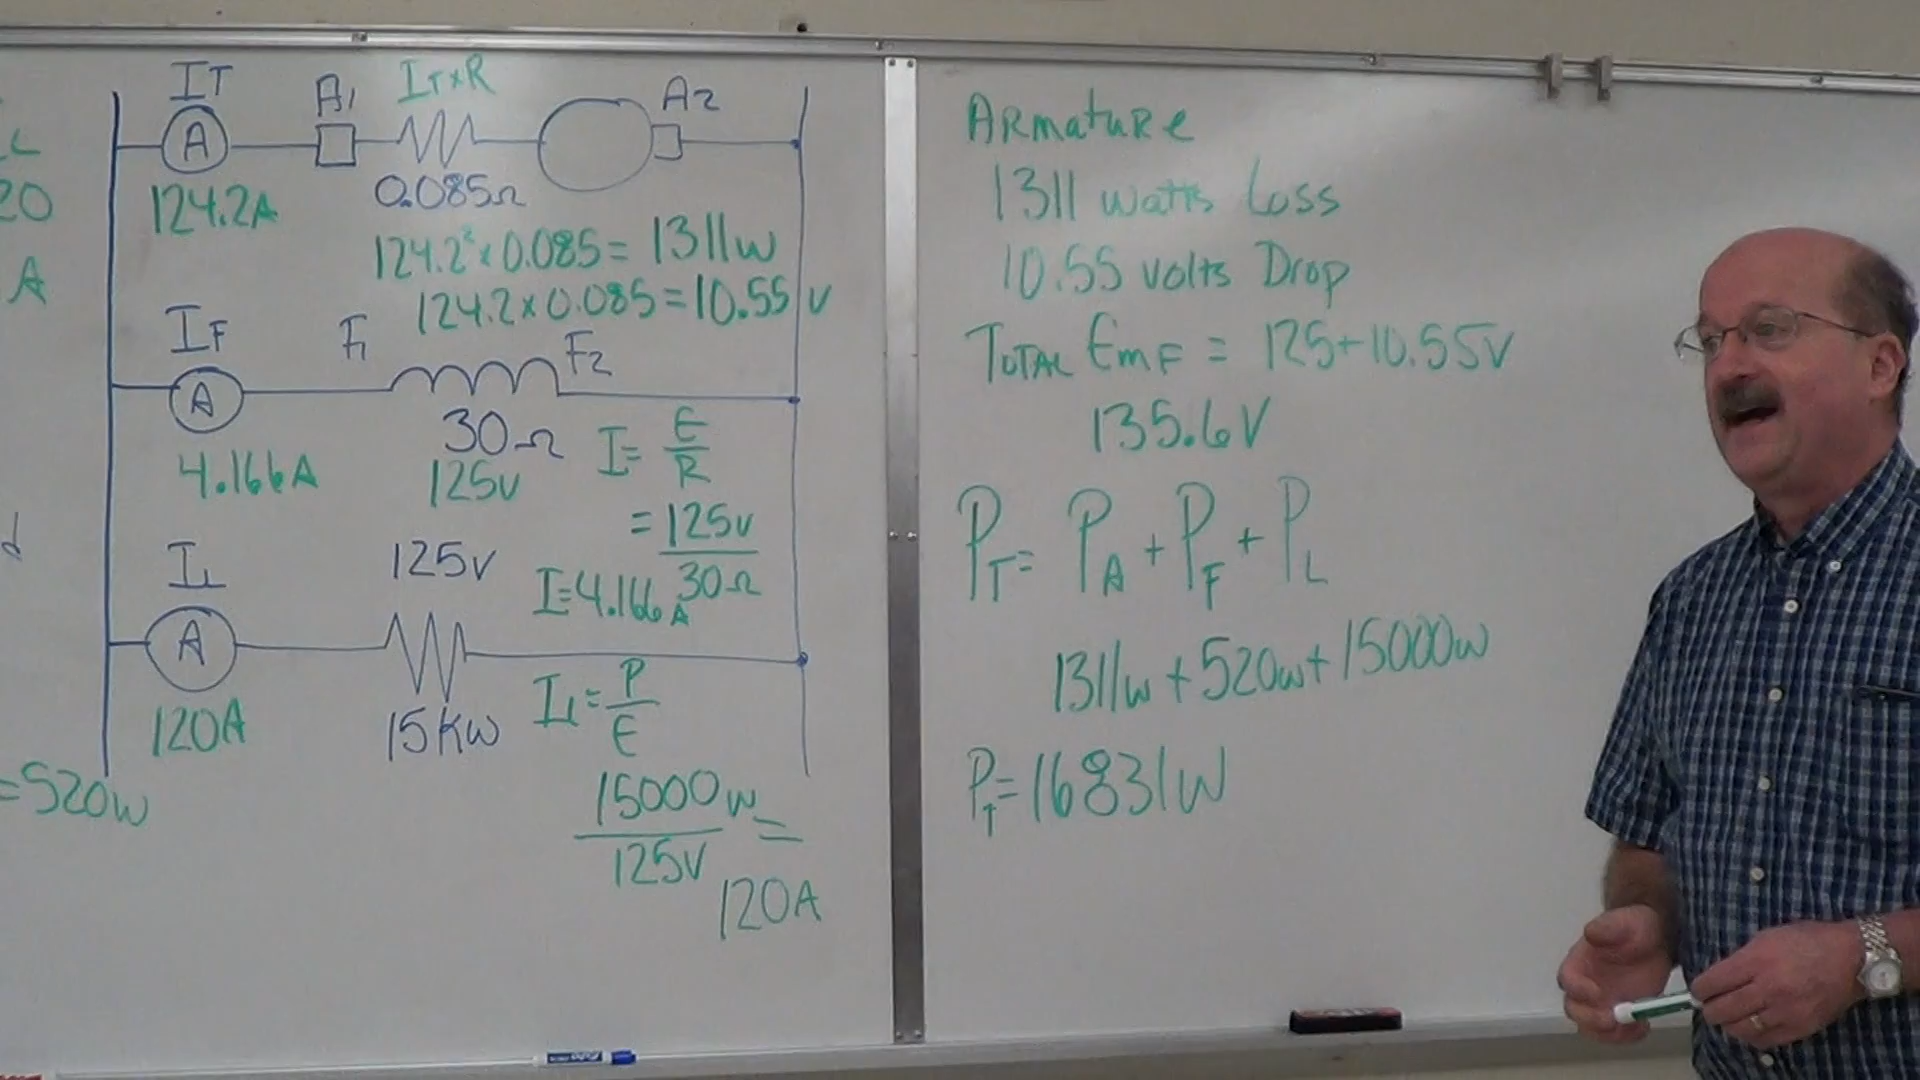 IT
A1
IT×R
A2
A
124.2A
0.085Ω
124.2²×0.085=1311w
124.2×0.085=10.55v
IF
F1
F2
A
4.166A
30Ω
125v
I=E/R
=125v/30Ω
I=4.166A
IL
125v
A
120A
15KW
IL=P/E
15000w/125v=
120A
20
A
=520w
Armature
1311 watts Loss
10.55 volts Drop
Total Emf = 125+10.55v
135.6V
PT= PA+PF+PL
1311w+520w+15000w
PT=16831W